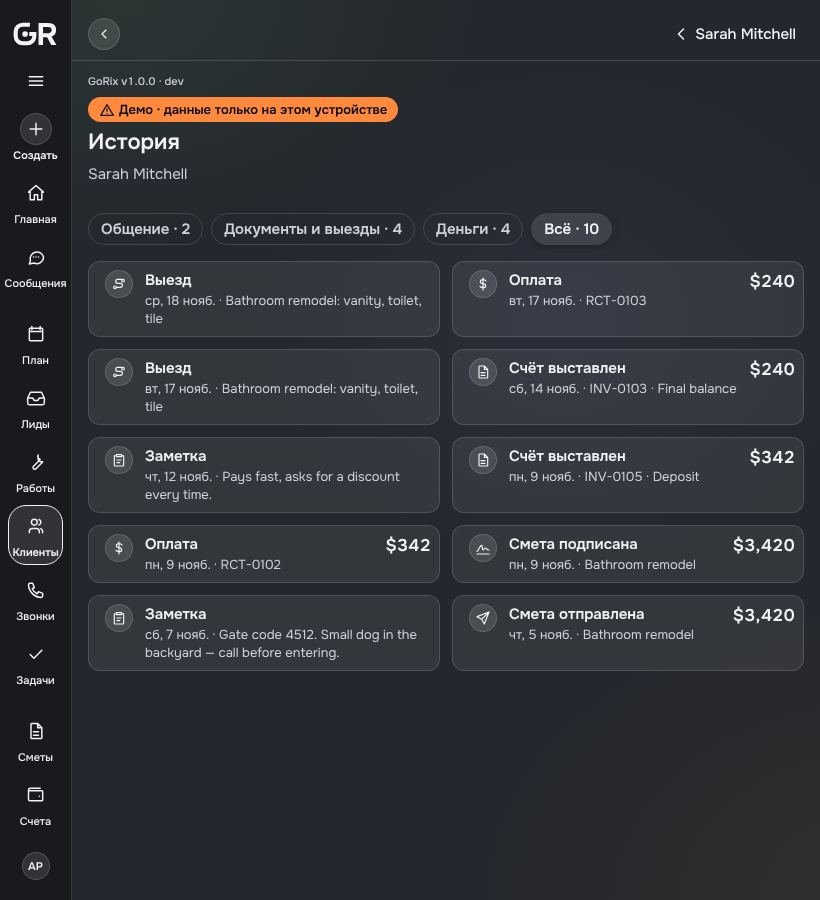 GR
Sarah Mitchell
GoRix v1.0.0 · dev
Демо · данные только на этом устройстве
История
Sarah Mitchell
Создать
Главная
Сообщения
План
Лиды
Работы
Клиенты
Звонки
Задачи
Сметы
Счета
AP
Общение · 2
Документы и выезды · 4
Деньги · 4
Всё · 10
Выезд
ср, 18 нояб. · Bathroom remodel: vanity, toilet,
tile
Оплата
$240
вт, 17 нояб. · RCT-0103
Выезд
вт, 17 нояб. · Bathroom remodel: vanity, toilet,
tile
Счёт выставлен
$240
сб, 14 нояб. · INV-0103 · Final balance
Заметка
чт, 12 нояб. · Pays fast, asks for a discount
every time.
Счёт выставлен
$342
пн, 9 нояб. · INV-0105 · Deposit
Оплата
$342
пн, 9 нояб. · RCT-0102
Смета подписана
$3,420
пн, 9 нояб. · Bathroom remodel
Заметка
сб, 7 нояб. · Gate code 4512. Small dog in the
backyard — call before entering.
Смета отправлена
$3,420
чт, 5 нояб. · Bathroom remodel